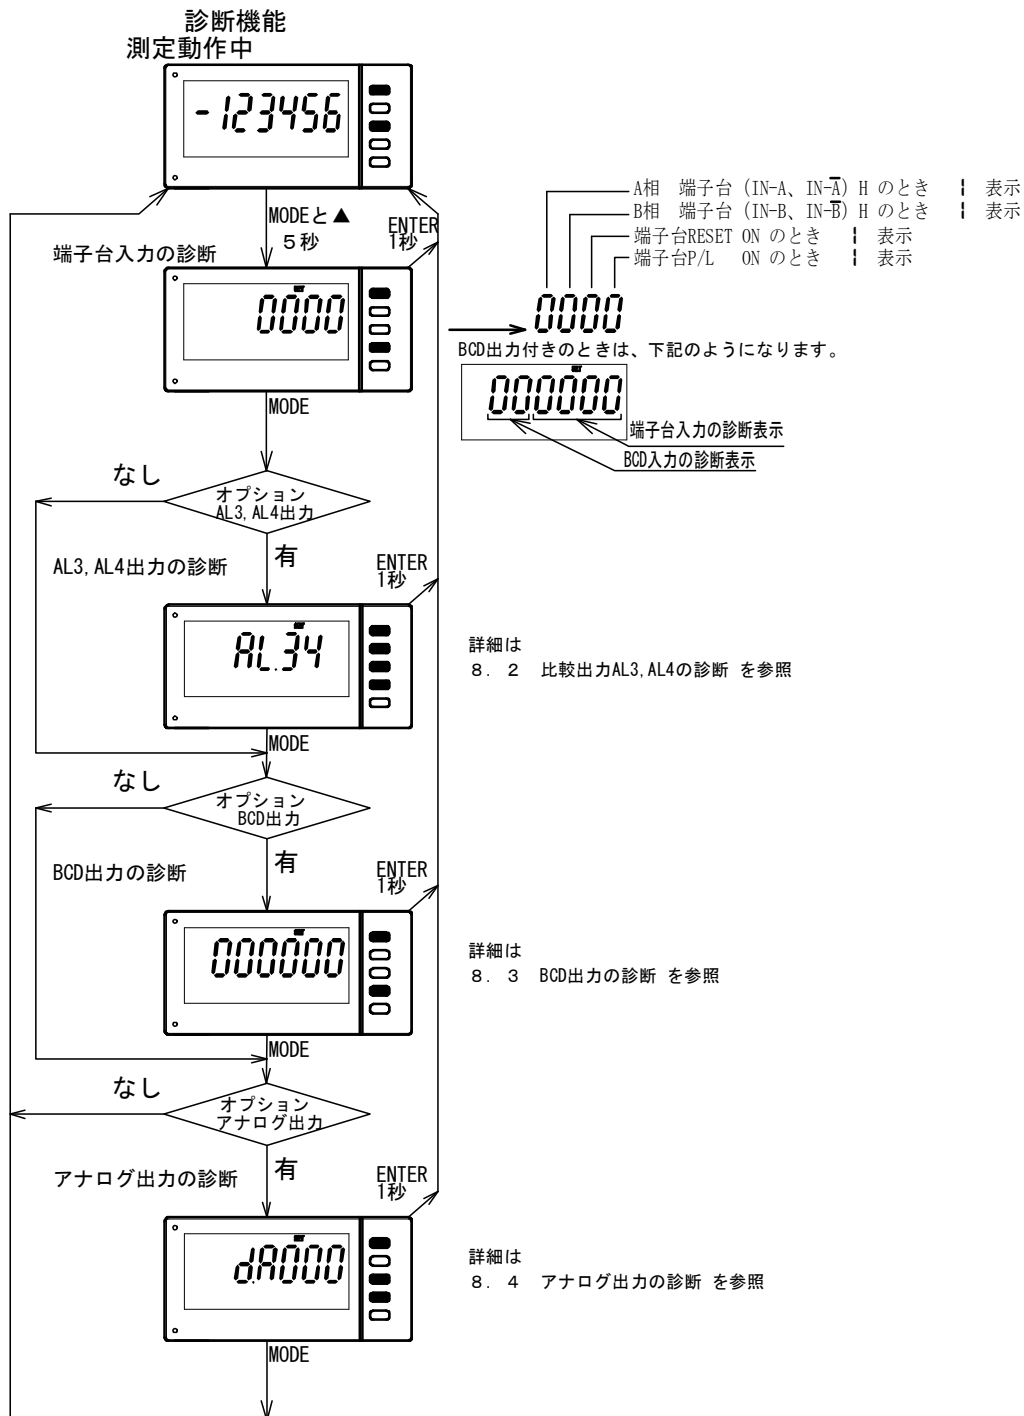 診断機能
測定動作中
-123456
MODEと▲
5秒
ENTER
1秒
端子台入力の診断
0000
MODE
A相 端子台(IN-A、IN-A̅)H のとき ¦ 表示
B相 端子台(IN-B、IN-B̅)H のとき ¦ 表示
端子台RESET ON のとき ¦ 表示
端子台P/L ON のとき ¦ 表示
0000
BCD出力付きのときは、下記のようになります。
000000
端子台入力の診断表示
BCD入力の診断表示
なし
オプション
AL3,AL4出力
有
AL3,AL4出力の診断
ENTER
1秒
AL.34
詳細は
8.2 比較出力AL3,AL4の診断 を参照
MODE
なし
オプション
BCD出力
有
BCD出力の診断
ENTER
1秒
000000
詳細は
8.3 BCD出力の診断 を参照
MODE
なし
オプション
アナログ出力
有
アナログ出力の診断
ENTER
1秒
d.A000
詳細は
8.4 アナログ出力の診断 を参照
MODE